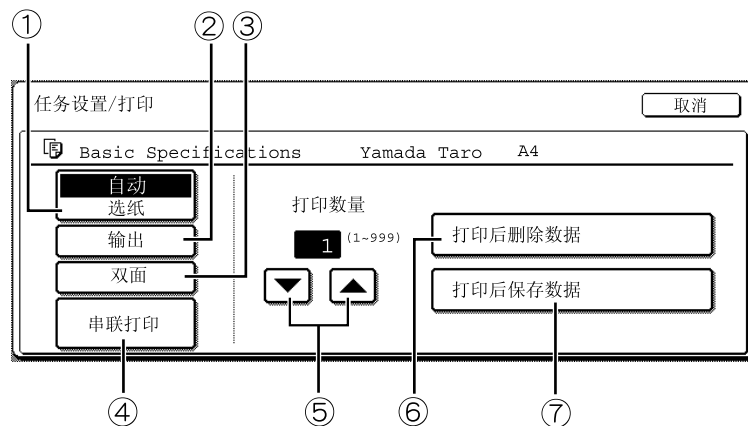 ① ② ③
任务设置/打印 取消
Basic Specifications Yamada Taro A4
自动
选纸
输出
双面
串联打印
打印数量
1 (1~999)
打印后删除数据
打印后保存数据
④ ⑤ ⑥ ⑦